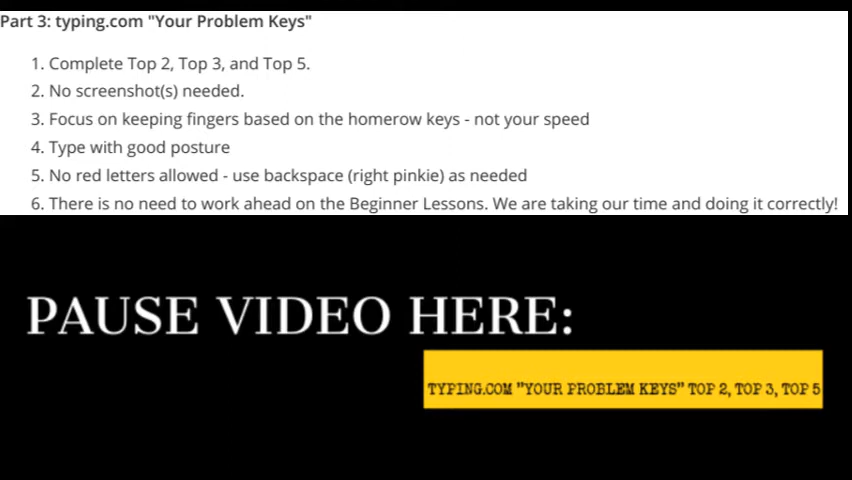 Part 3: typing.com "Your Problem Keys"
1. Complete Top 2, Top 3, and Top 5.
2. No screenshot(s) needed.
3. Focus on keeping fingers based on the homerow keys - not your speed
4. Type with good posture
5. No red letters allowed - use backspace (right pinkie) as needed
6. There is no need to work ahead on the Beginner Lessons. We are taking our time and doing it correctly!
PAUSE VIDEO HERE:
TYPING.COM "YOUR PROBLEM KEYS" TOP 2, TOP 3, TOP 5